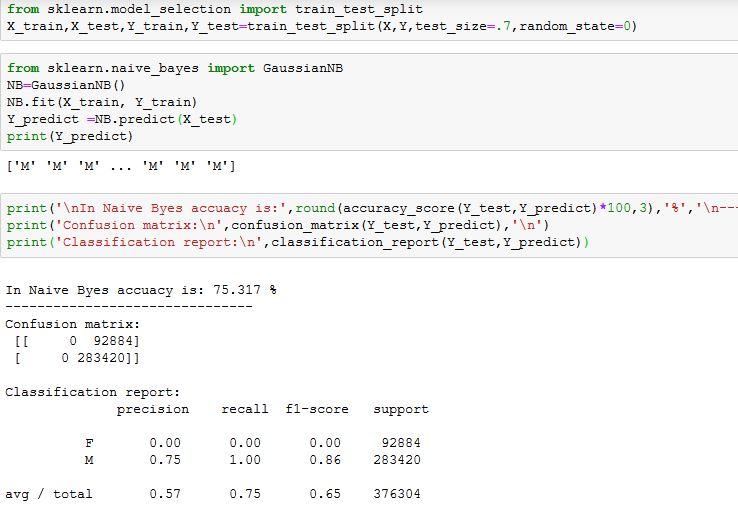 from sklearn.model_selection import train_test_split
X_train,X_test,Y_train,Y_test=train_test_split(X,Y,test_size=.7,random_state=0)
from sklearn.naive_bayes import GaussianNB
NB=GaussianNB()
NB.fit(X_train, Y_train)
Y_predict =NB.predict(X_test)
print(Y_predict)
['M' 'M' 'M' ... 'M' 'M' 'M']
print('\nIn Naive Byes accuacy is:',round(accuracy_score(Y_test,Y_predict)*100,3),'%','\n---
print('Confusion matrix:\n',confusion_matrix(Y_test,Y_predict),'\n')
print('Classification report:\n',classification_report(Y_test,Y_predict))
In Naive Byes accuacy is: 75.317 %
-------------------------------
Confusion matrix:
[[     0  92884]
[     0 283420]]
Classification report:
precision    recall  f1-score   support
F       0.00      0.00      0.00     92884
M       0.75      1.00      0.86    283420
avg / total       0.57      0.75      0.65    376304